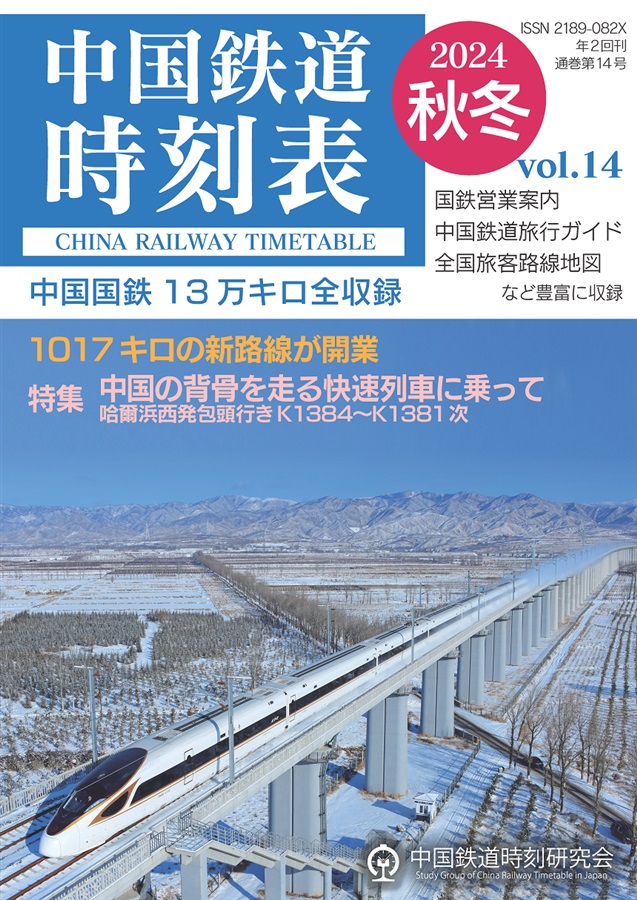 中国鉄道
時刻表
CHINA RAILWAY TIMETABLE
ISSN 2189-082X
年2回刊
通巻第14号
2024
秋冬
vol.14
国鉄営業案内
中国鉄道旅行ガイド
全国旅客路線地図
など豊富に収録
中国国鉄 13万キロ全収録
1017キロの新路線が開業
特集 中国の背骨を走る快速列車に乗って
哈爾浜西発包頭行きK1384～K1381次
中国鉄道時刻研究会
Study Group of China Railway Timetable in Japan